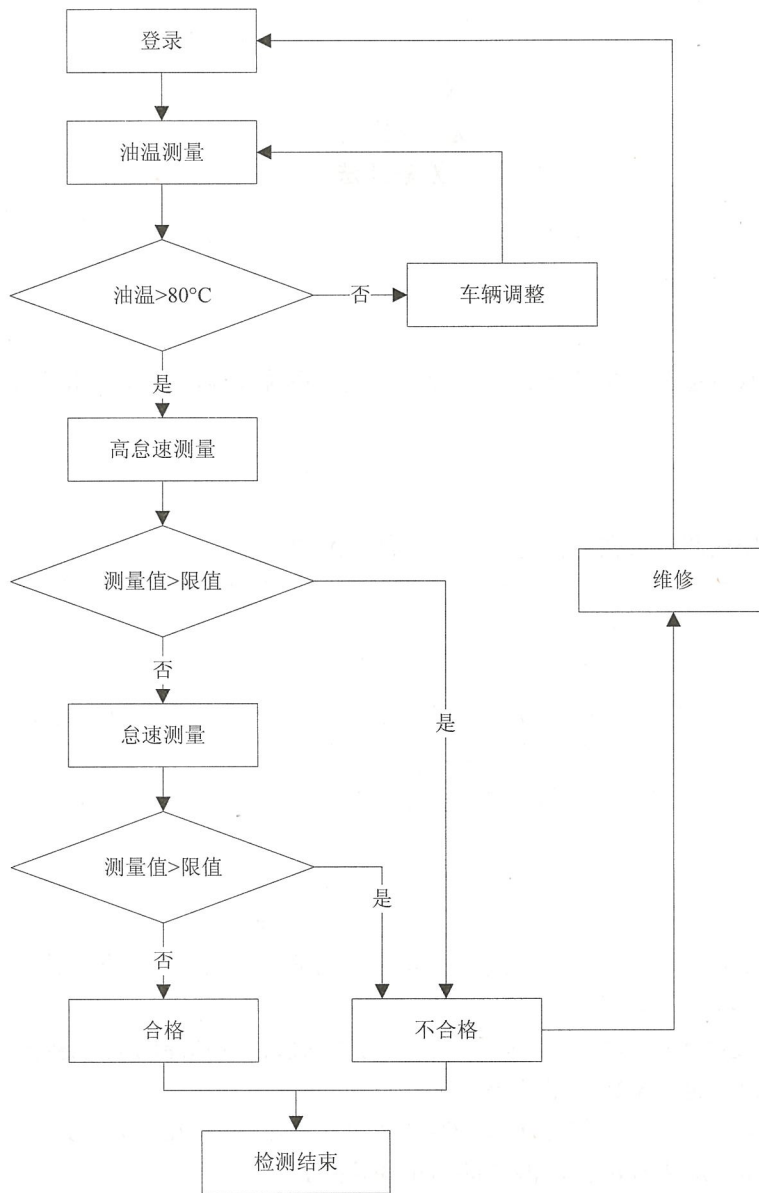 登录
油温测量
油温>80°C
否
车辆调整
是
高怠速测量
测量值>限值
维修
否
怠速测量
是
测量值>限值
是
否
合格
不合格
检测结束